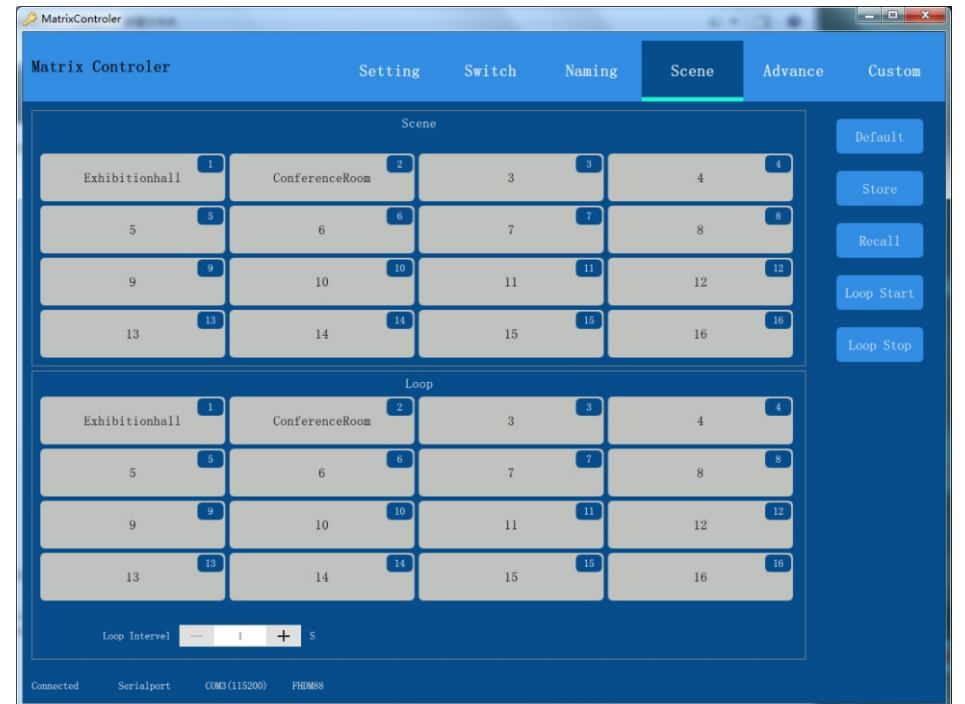 MatrixControler
Matrix Controler Setting Switch Naming Scene Advance Custom
Scene
Default
Exhibitionhall 1 ConferenceRoom 2 3 3 4 4
Store
5 5 6 6 7 7 8 8
Recall
9 9 10 10 11 11 12 12
Loop Start
13 13 14 14 15 15 16 16
Loop Stop
Loop
Exhibitionhall 1 ConferenceRoom 2 3 3 4 4
5 5 6 6 7 7 8 8
9 9 10 10 11 11 12 12
13 13 14 14 15 15 16 16
Loop Intervel — 1 + S
Connected Serialport COM3(115200) FHDM88